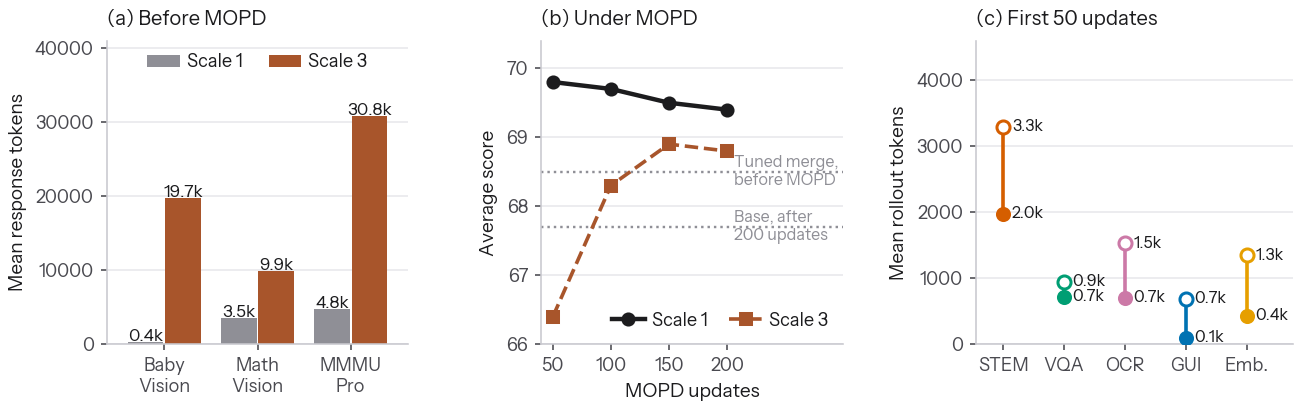 (a) Before MOPD
Mean response tokens
40000
30000
20000
10000
0
Scale 1
Scale 3
0.4k
19.7k
3.5k
9.9k
4.8k
30.8k
Baby
Vision
Math
Vision
MMMU
Pro
(b) Under MOPD
Average score
70
69
68
67
66
Tuned merge,
before MOPD
Base, after
200 updates
Scale 1
Scale 3
50
100
150
200
MOPD updates
(c) First 50 updates
Mean rollout tokens
4000
3000
2000
1000
0
3.3k
2.0k
0.9k
0.7k
1.5k
0.7k
0.7k
0.1k
1.3k
0.4k
STEM
VQA
OCR
GUI
Emb.